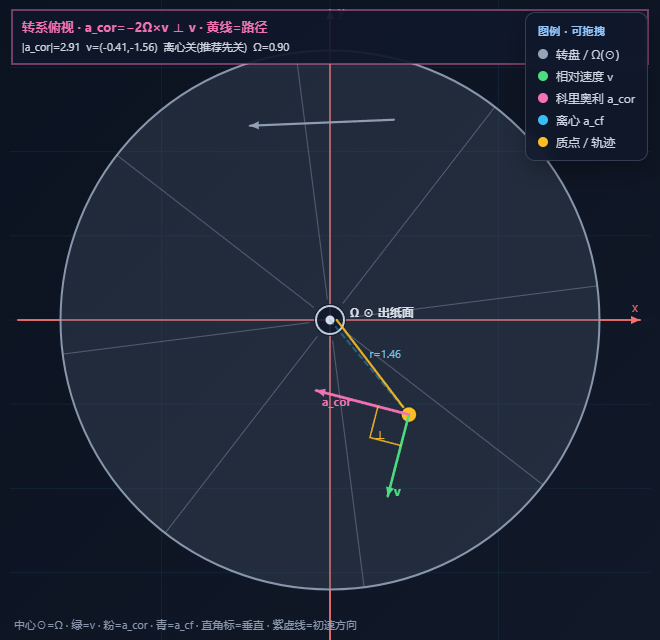 转系俯视 · a_cor=−2Ω×v ⊥ v · 黄线=路径
|a_cor|=2.91 v=(-0.41,-1.56) 离心关(推荐先关) Ω=0.90
图例 · 可拖拽
转盘 / Ω(⊙)
相对速度 v
科里奥利 a_cor
离心 a_cf
质点 / 轨迹
x
Ω ⊙ 出纸面
r=1.46
a_cor
⊥
v
中心⊙=Ω · 绿=v · 粉=a_cor · 青=a_cf · 直角标=垂直 · 紫虚线=初速方向